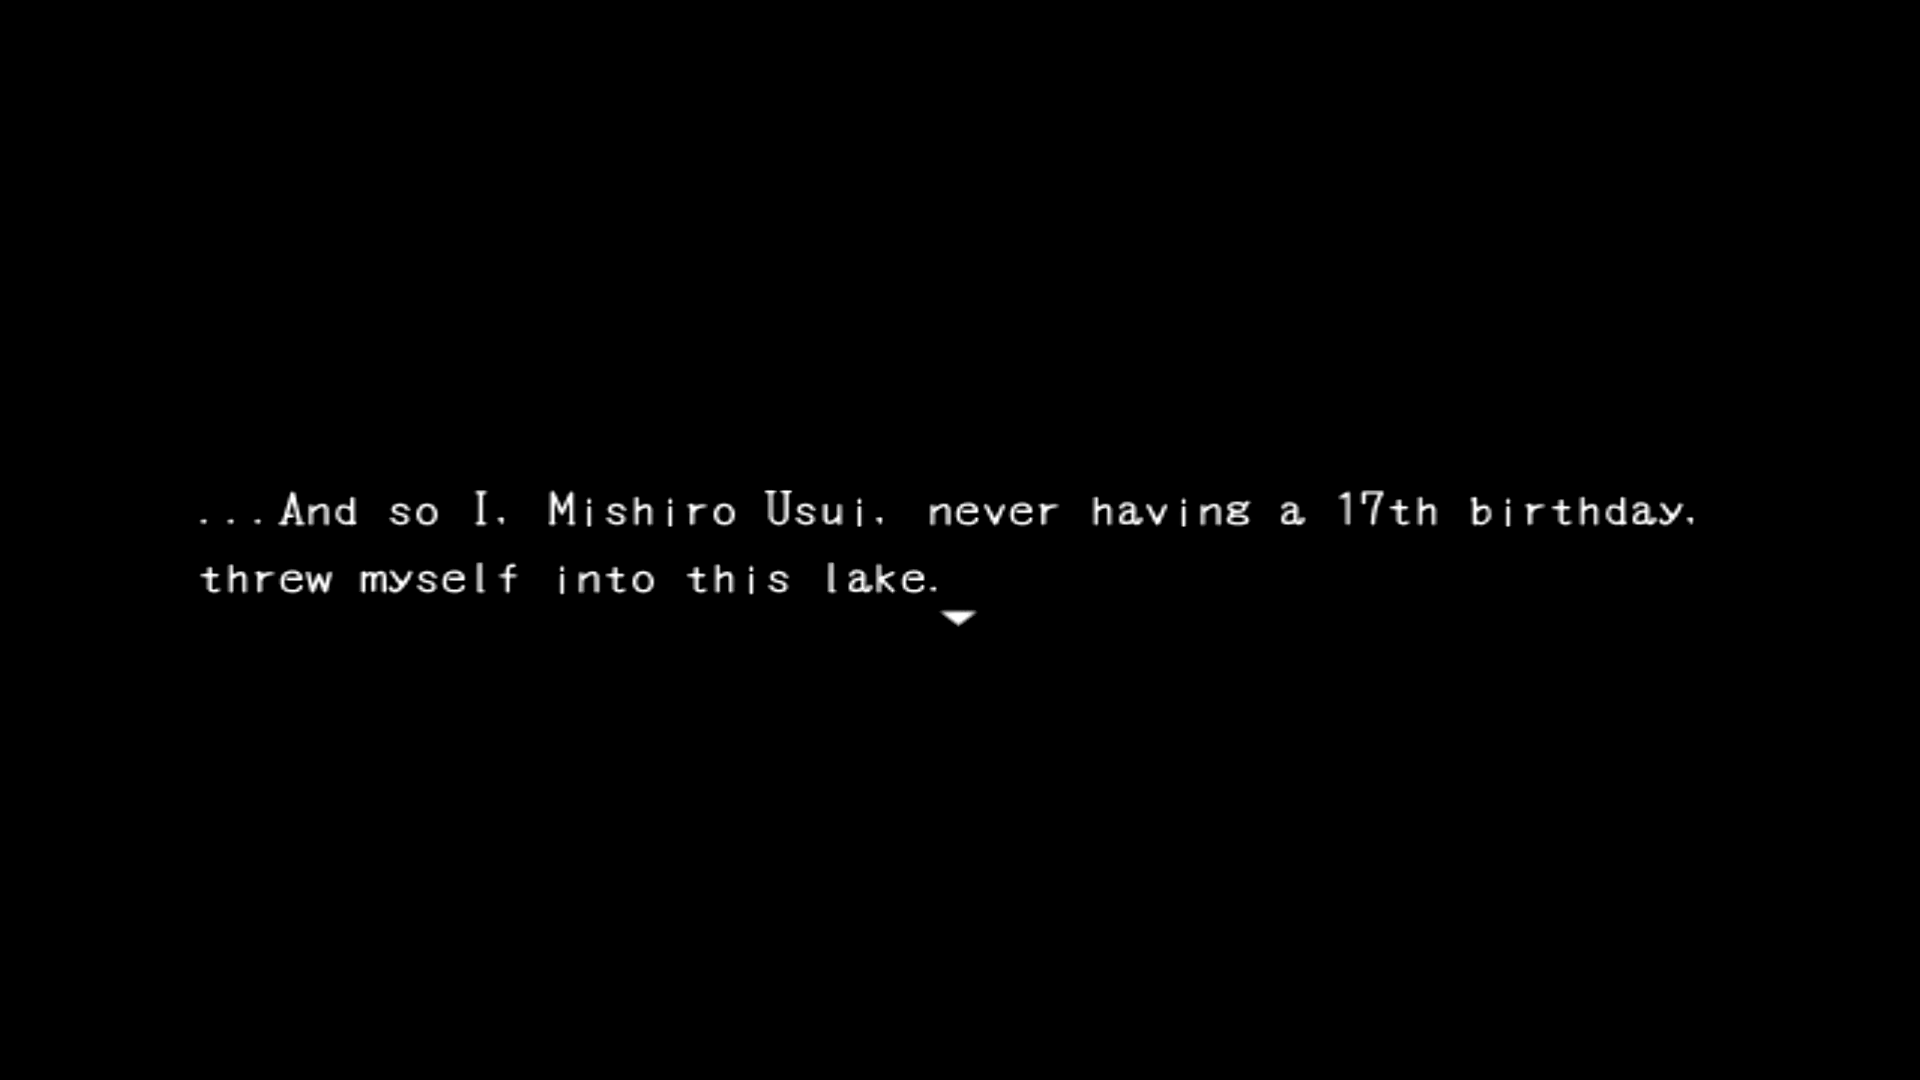 ...And so I, Mishiro Usui, never having a 17th birthday,
threw myself into this lake.